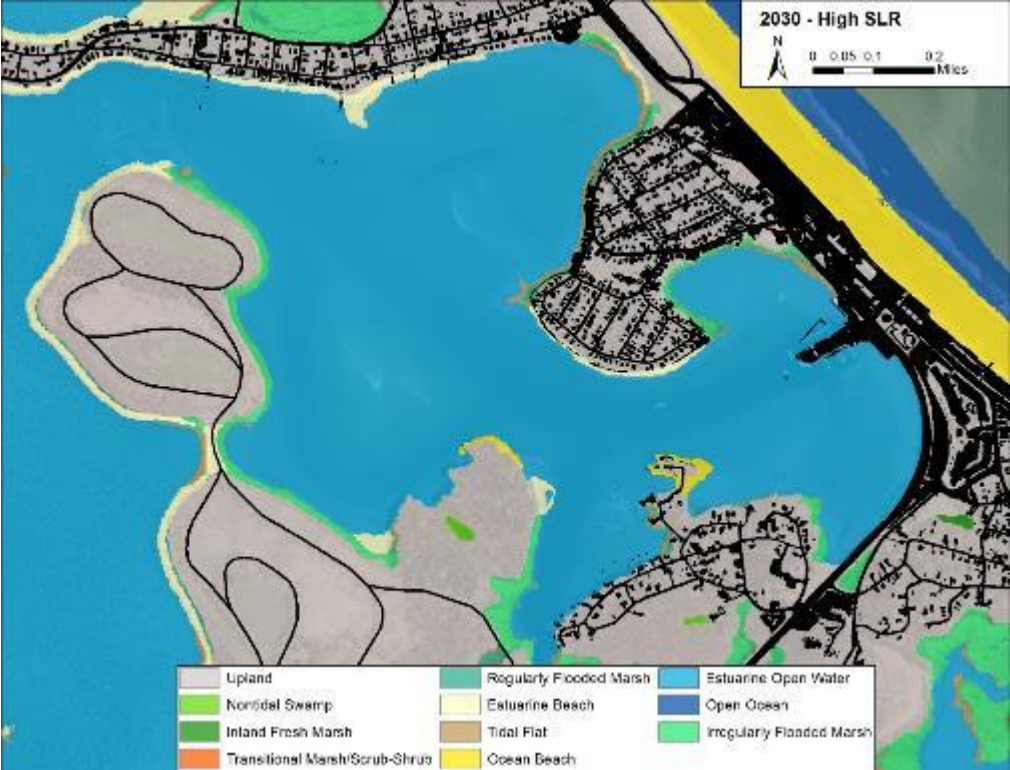 2030 - High SLR
N
0 0.05 0.1 0.2
Miles
Upland
Nontidal Swamp
Inland Fresh Marsh
Transitional Marsh/Scrub-Shrub
Regularly Flooded Marsh
Estuarine Beach
Tidal Flat
Ocean Beach
Estuarine Open Water
Open Ocean
Irregularly Flooded Marsh